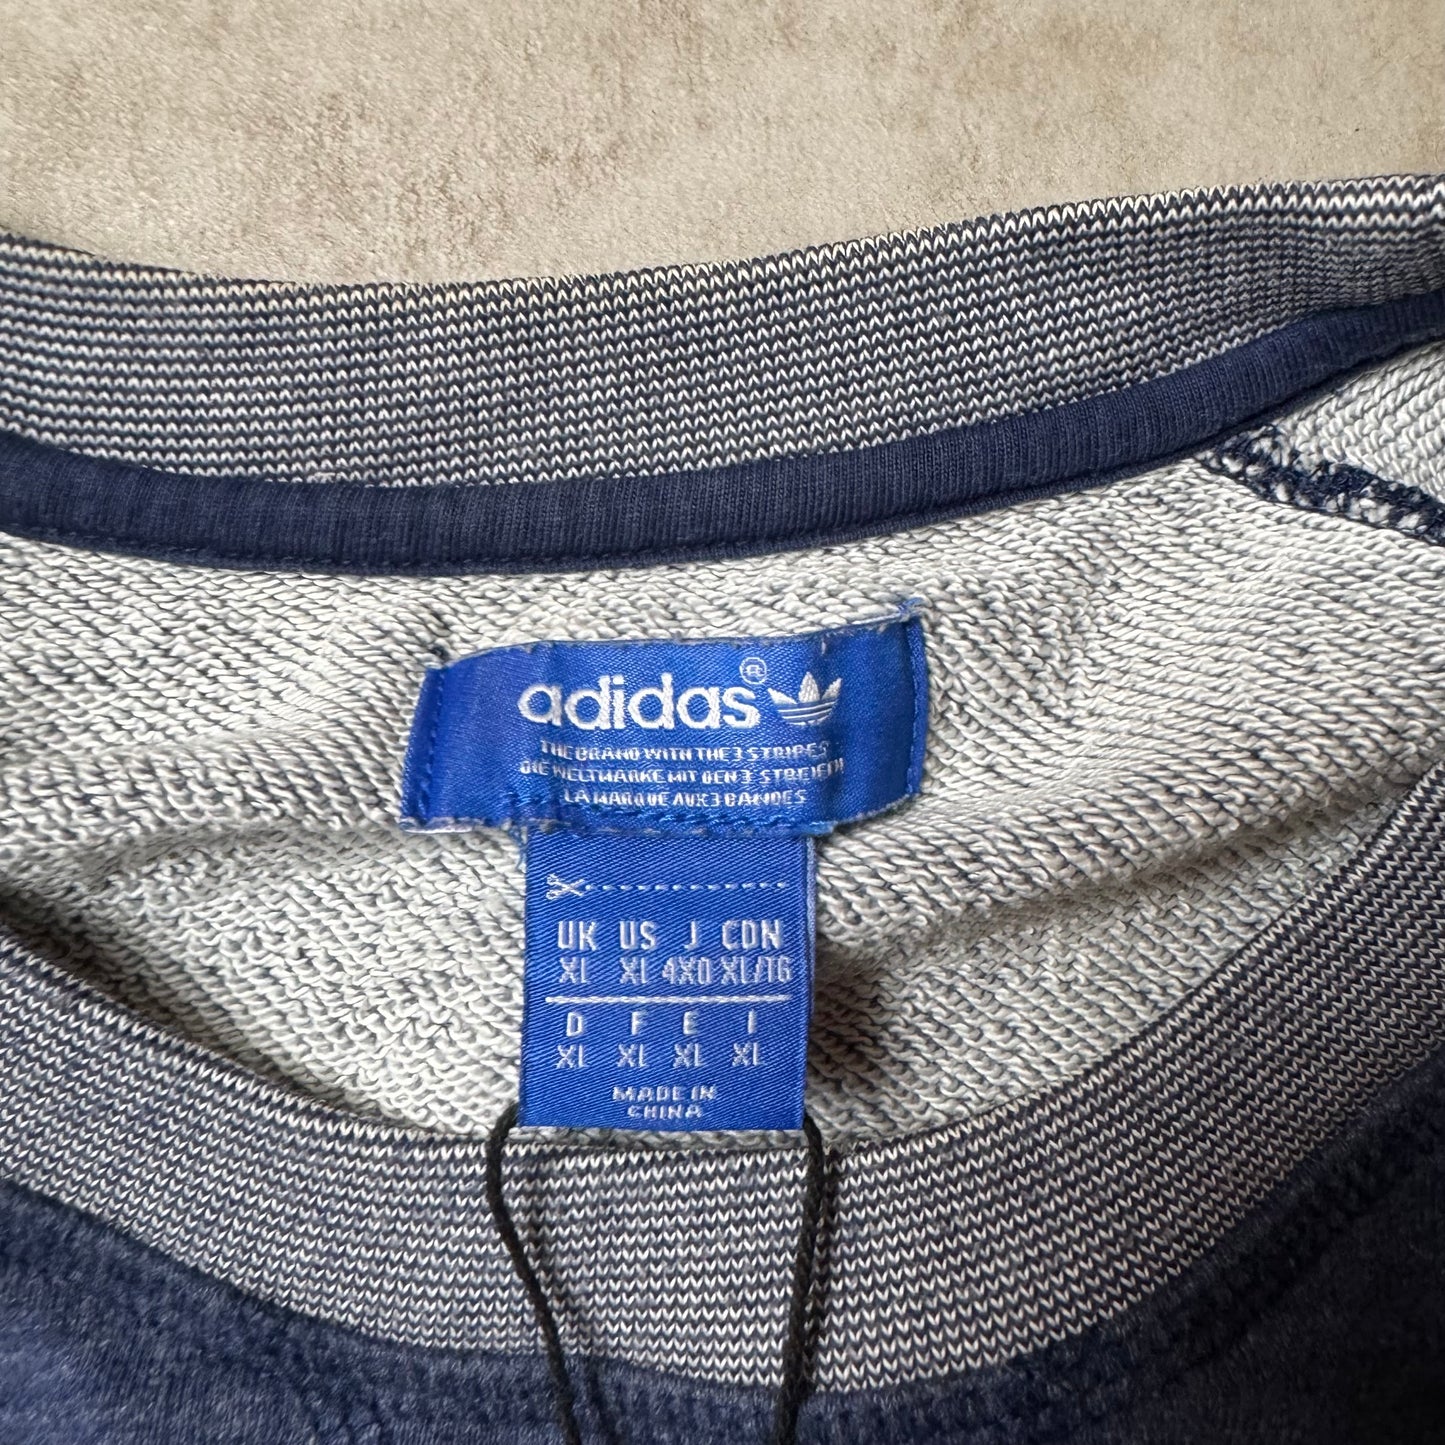 adidas®
THE BRAND WITH THE 3 STRIPES
DIE WELTMARKE MIT DEN 3 STREIFEN
LA MARQUE AUX 3 BANDES
UK US J CDN
XL XL 4XO XL/TG
D F E I
XL XL XL XL
MADE IN
CHINA